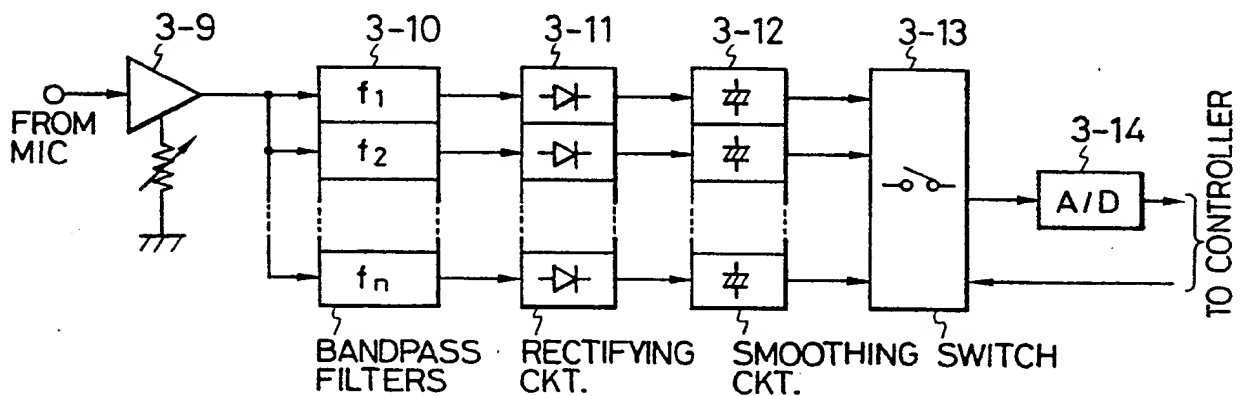 3-9
3-10
3-11
3-12
3-13
3-14
FROM
MIC
f1
f2
fn
A/D
TO CONTROLLER
BANDPASS
FILTERS
RECTIFYING
CKT.
SMOOTHING
CKT.
SWITCH